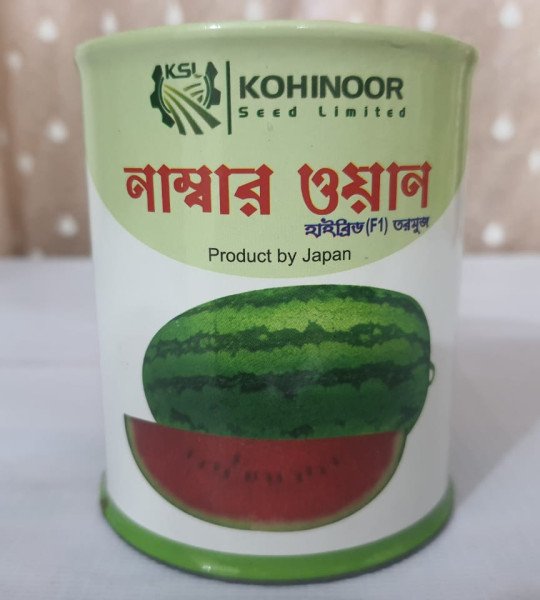 KSL
KOHINOOR
Seed Limited
নাম্বার ওয়ান
হাইব্রিড (F1) তরমুজ
Product by Japan